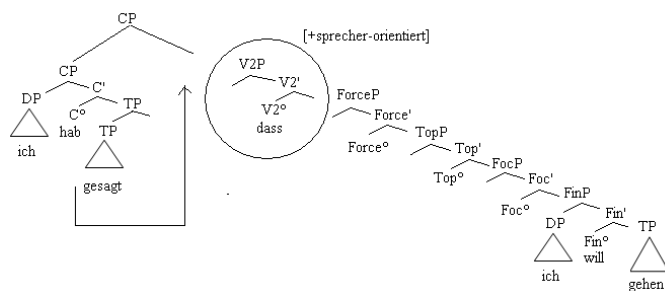 CP
[+sprecher-orientiert]
CP
V2P
DP
C'
V2'
C°
TP
V2°
ForceP
hab
dass
Force'
ich
TP
Force°
TopP
Top'
gesagt
Top°
FocP
Foc'
Foc°
FinP
DP
Fin'
Fin°
TP
will
ich
gehen